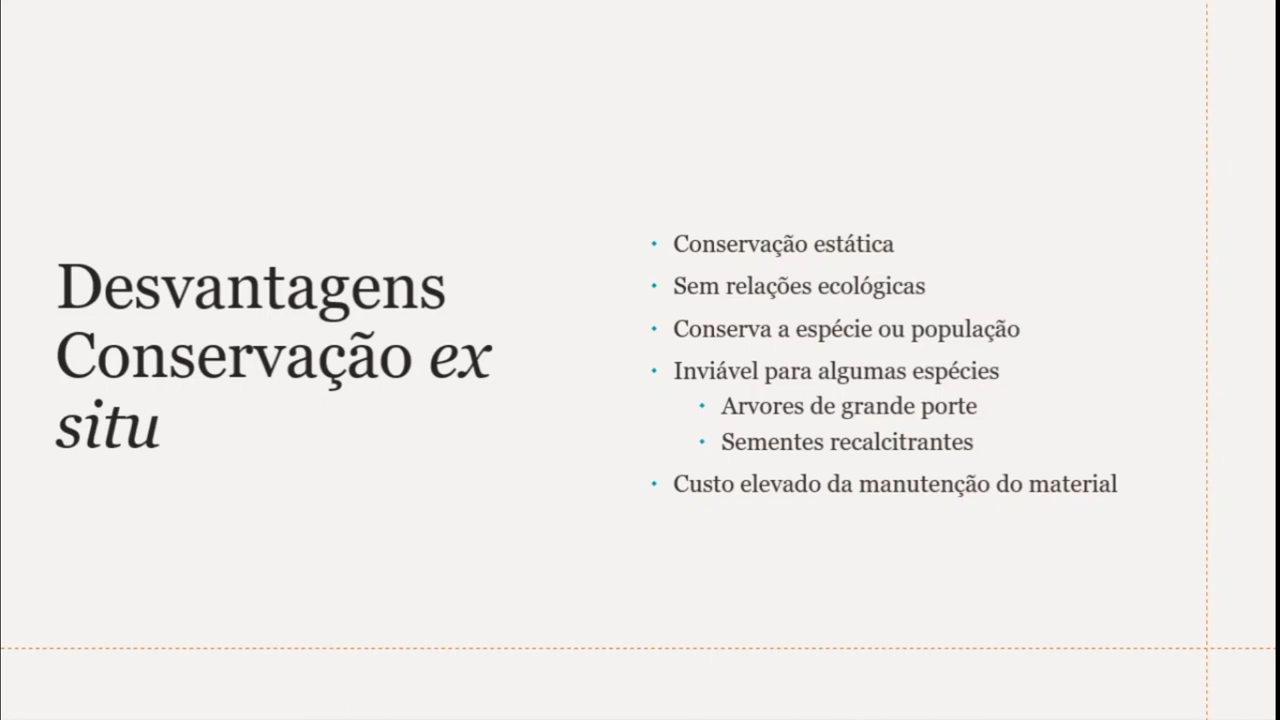 Desvantagens
Conservação ex
situ
Conservação estática
Sem relações ecológicas
Conserva a espécie ou população
Inviável para algumas espécies
Arvores de grande porte
Sementes recalcitrantes
Custo elevado da manutenção do material